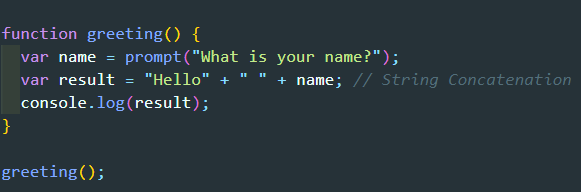 function greeting() {
  var name = prompt("What is your name?");
  var result = "Hello" + " " + name; // String Concatenation
  console.log(result);
}
greeting();